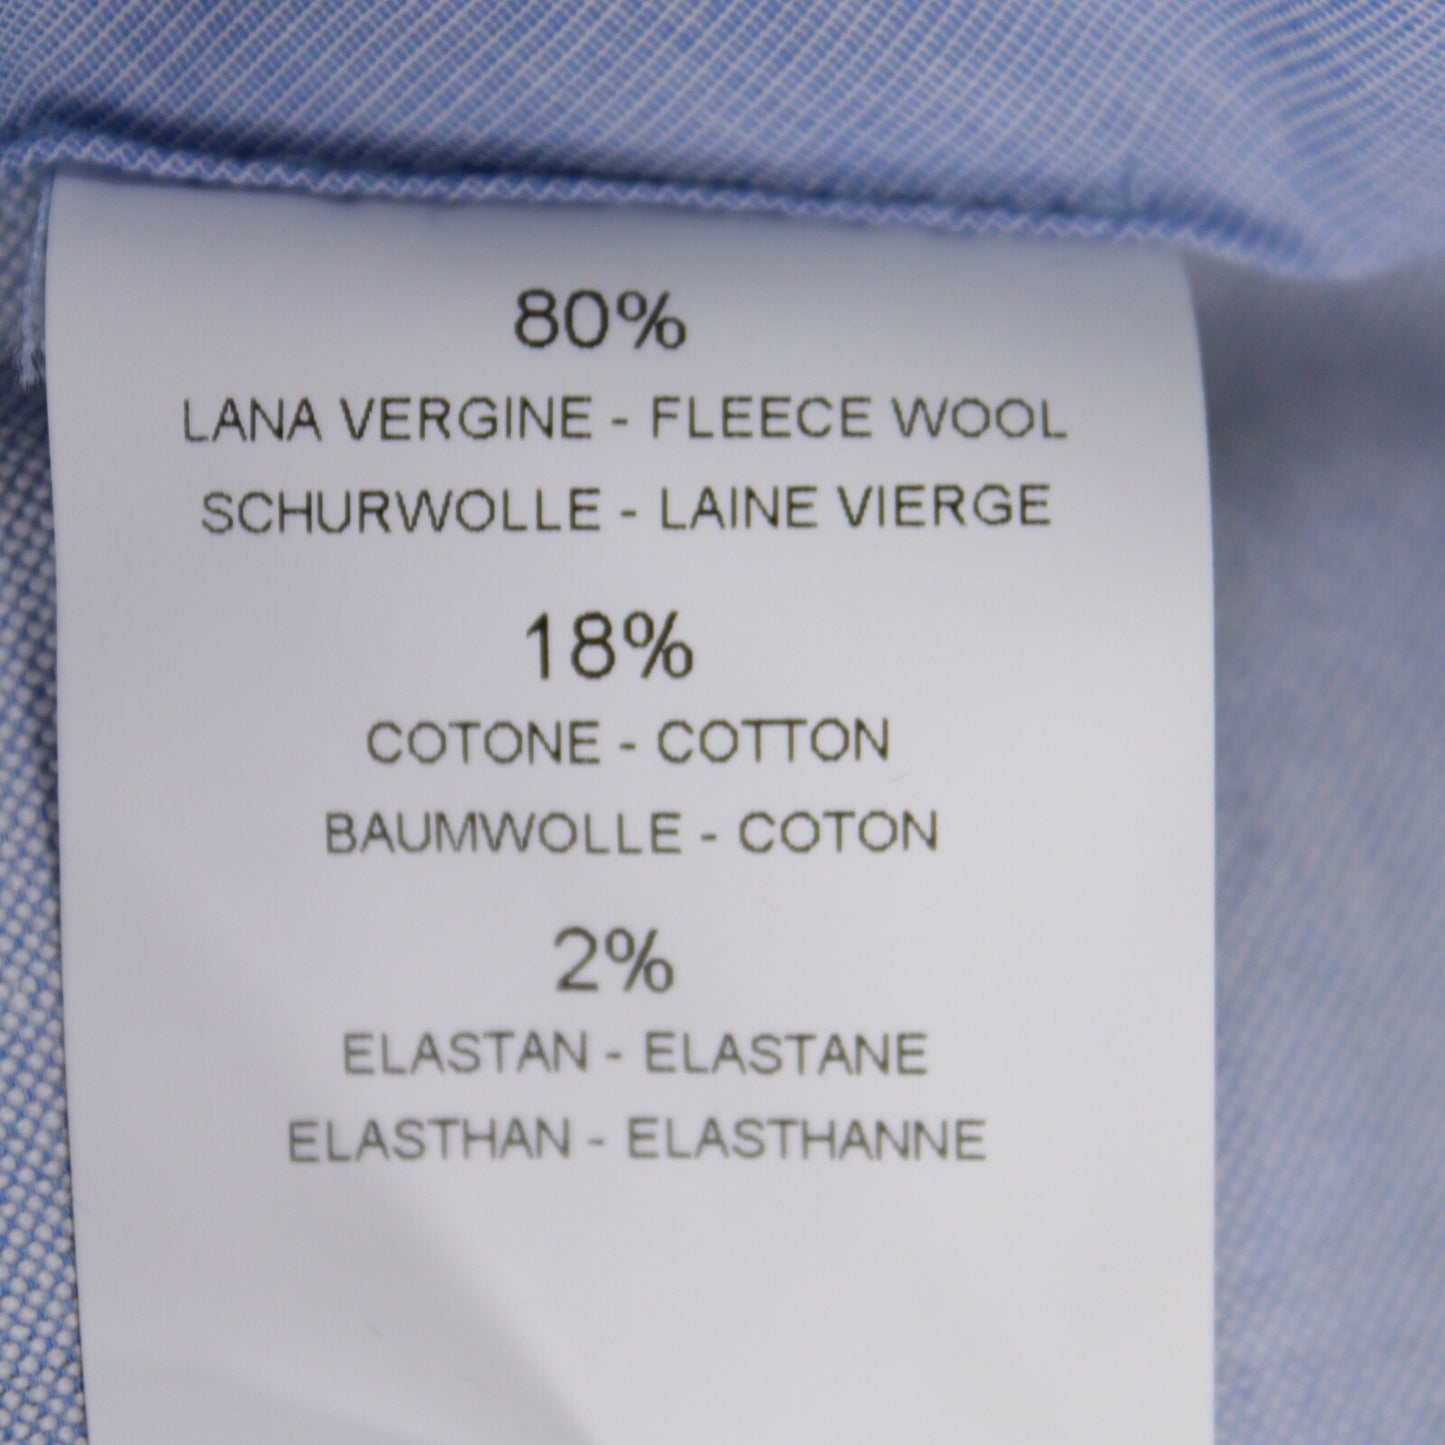 80%
LANA VERGINE - FLEECE WOOL
SCHURWOLLE - LAINE VIERGE
18%
COTONE - COTTON
BAUMWOLLE - COTON
2%
ELASTAN - ELASTANE
ELASTHAN - ELASTHANNE